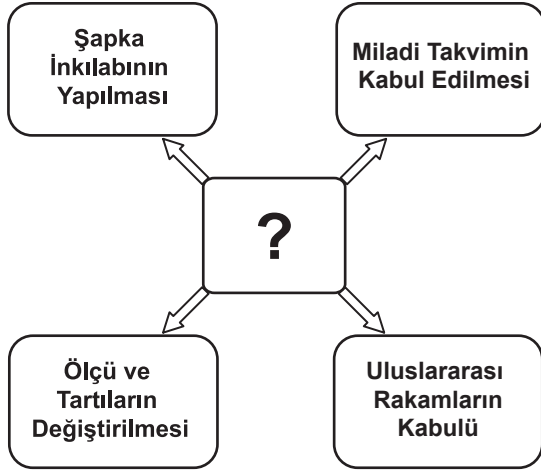 Şapka
İnkılabının
Yapılması
Miladi Takvimin
Kabul Edilmesi
?
Ölçü ve
Tartıların
Değiştirilmesi
Uluslararası
Rakamların
Kabulü